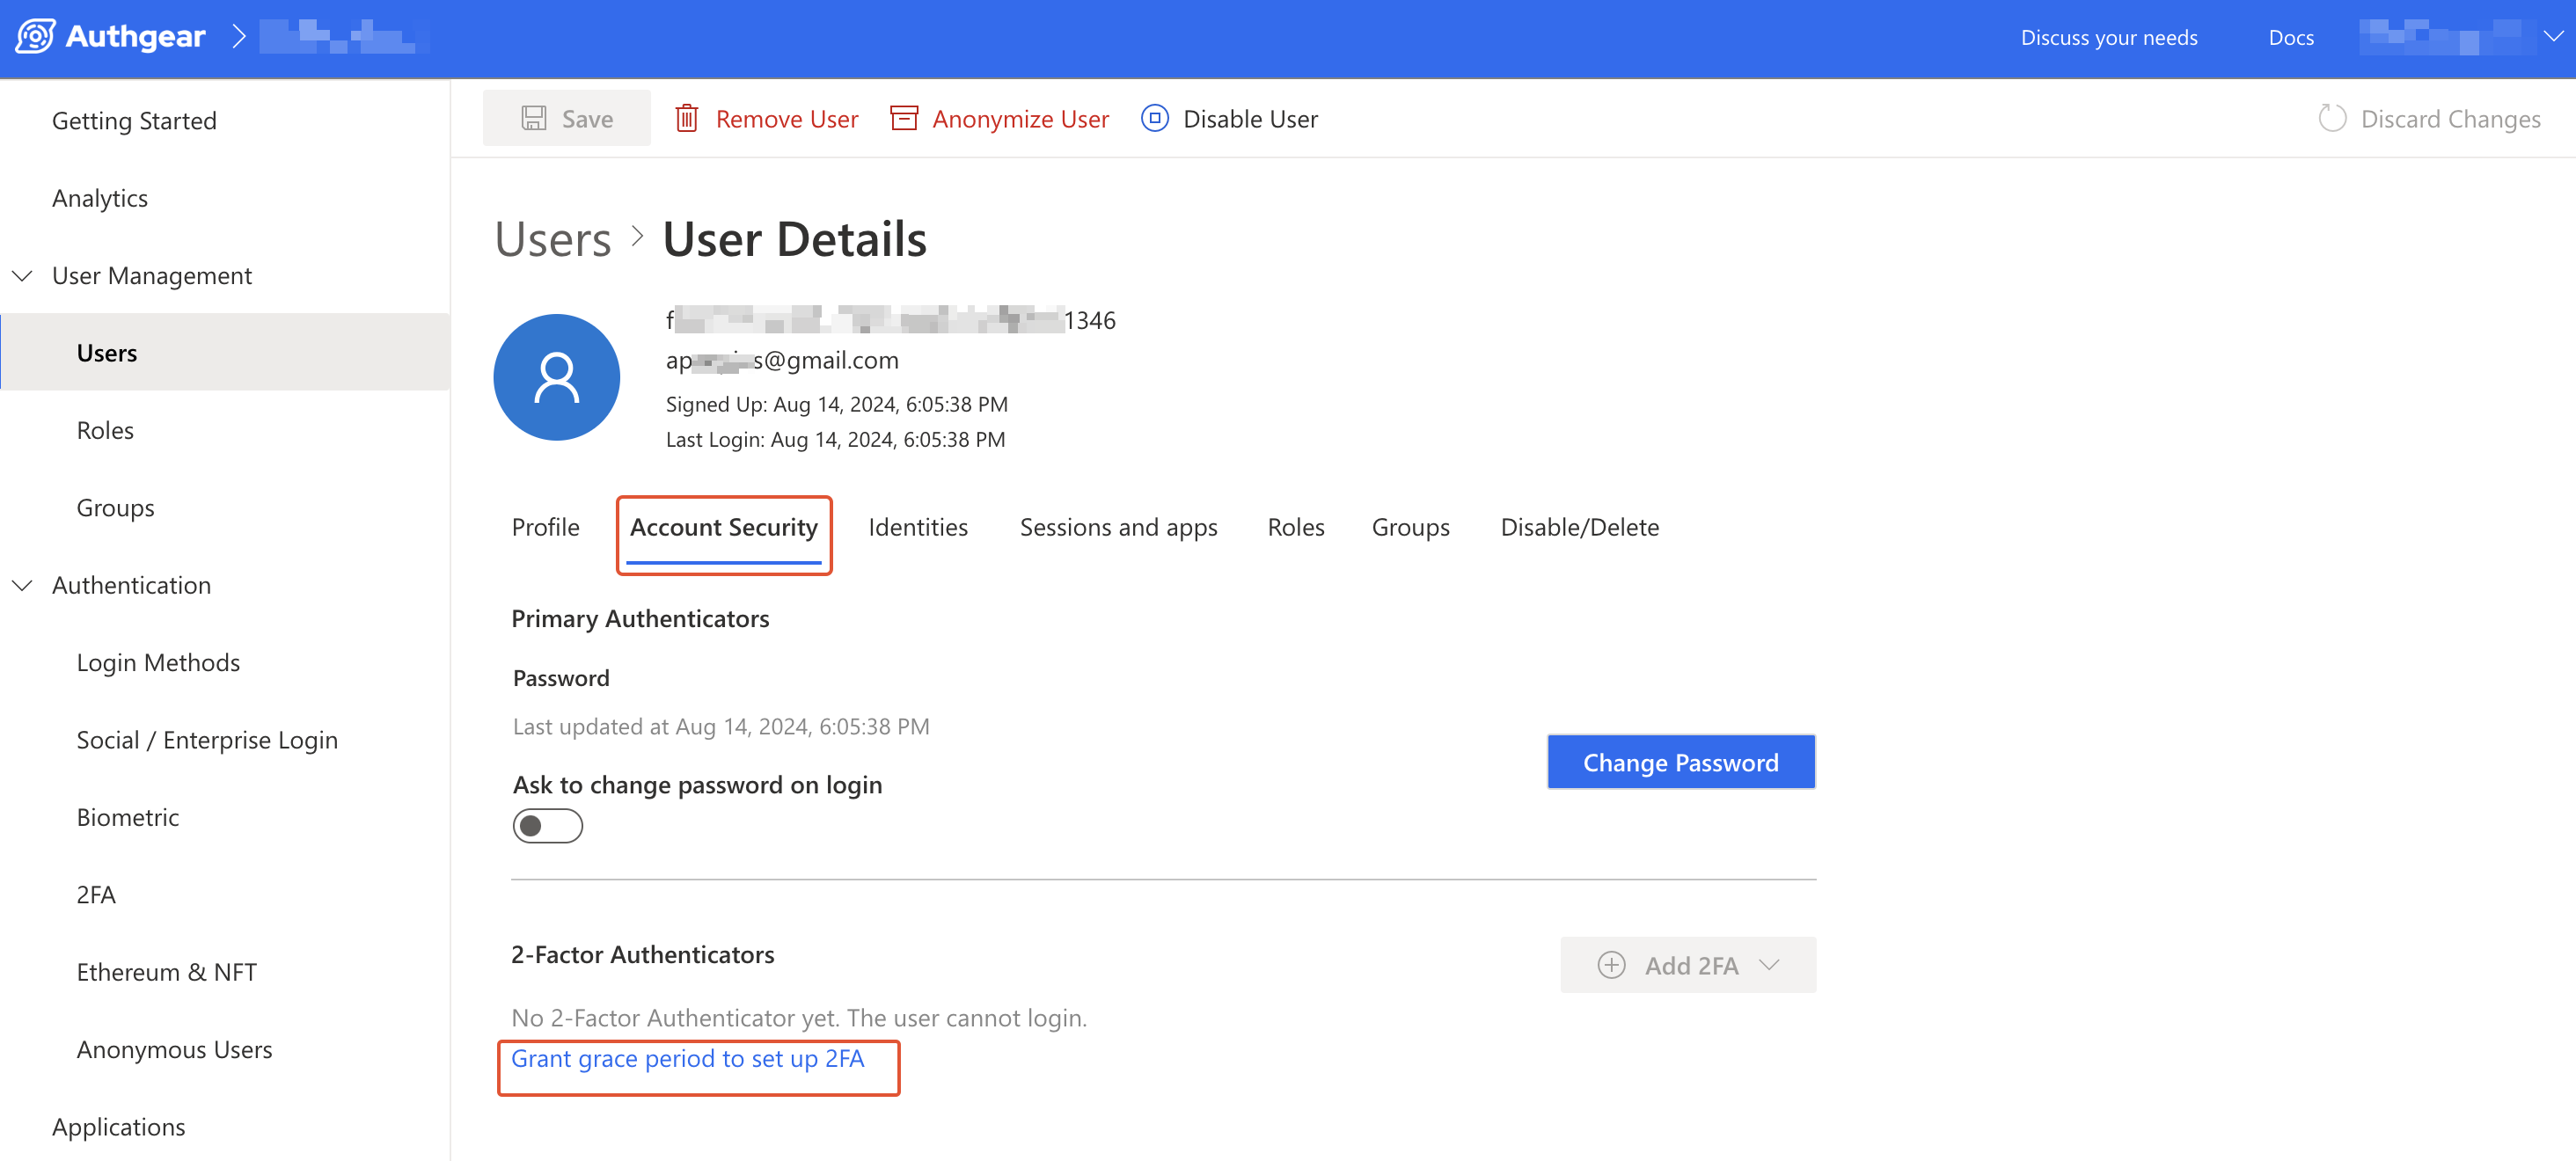 Authgear
Discuss your needs
Docs
Getting Started
Analytics
User Management
Users
Roles
Groups
Authentication
Login Methods
Social / Enterprise Login
Biometric
2FA
Ethereum & NFT
Anonymous Users
Applications
Save
Remove User
Anonymize User
Disable User
Discard Changes
Users > User Details
1346
s@gmail.com
Signed Up: Aug 14, 2024, 6:05:38 PM
Last Login: Aug 14, 2024, 6:05:38 PM
Profile
Account Security
Identities
Sessions and apps
Roles
Groups
Disable/Delete
Primary Authenticators
Password
Last updated at Aug 14, 2024, 6:05:38 PM
Change Password
Ask to change password on login
2-Factor Authenticators
Add 2FA
No 2-Factor Authenticator yet. The user cannot login.
Grant grace period to set up 2FA